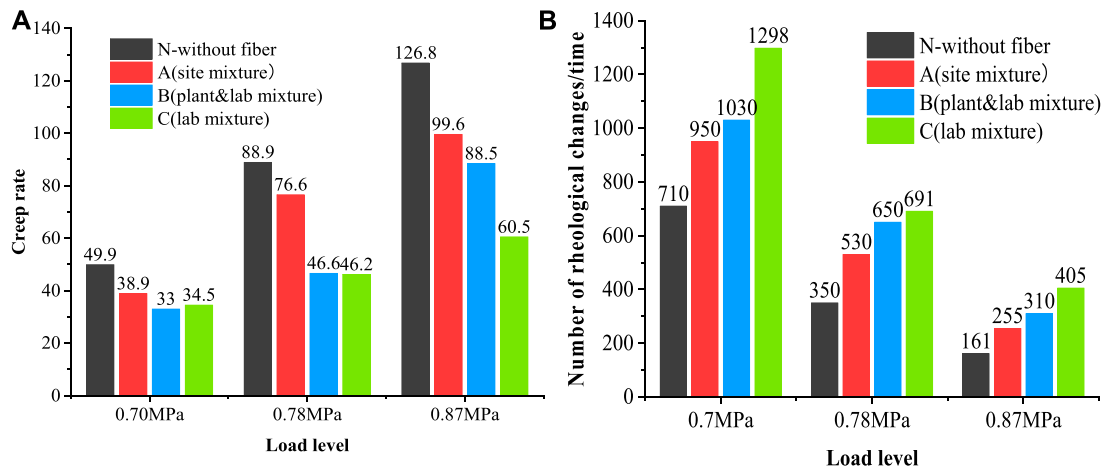 A
N-without fiber
A(site mixture)
B(plant&lab mixture)
C(lab mixture)
Creep rate
140
120
100
80
60
40
20
0
49.9
38.9
33
34.5
88.9
76.6
46.6
46.2
126.8
99.6
88.5
60.5
0.70MPa
0.78MPa
0.87MPa
Load level
B
N-without fiber
A(site mixture)
B(plant&lab mixture)
C(lab mixture)
Number of rheological changes/time
1400
1200
1000
800
600
400
200
0
710
950
1030
1298
350
530
650
691
161
255
310
405
0.7MPa
0.78MPa
0.87MPa
Load level